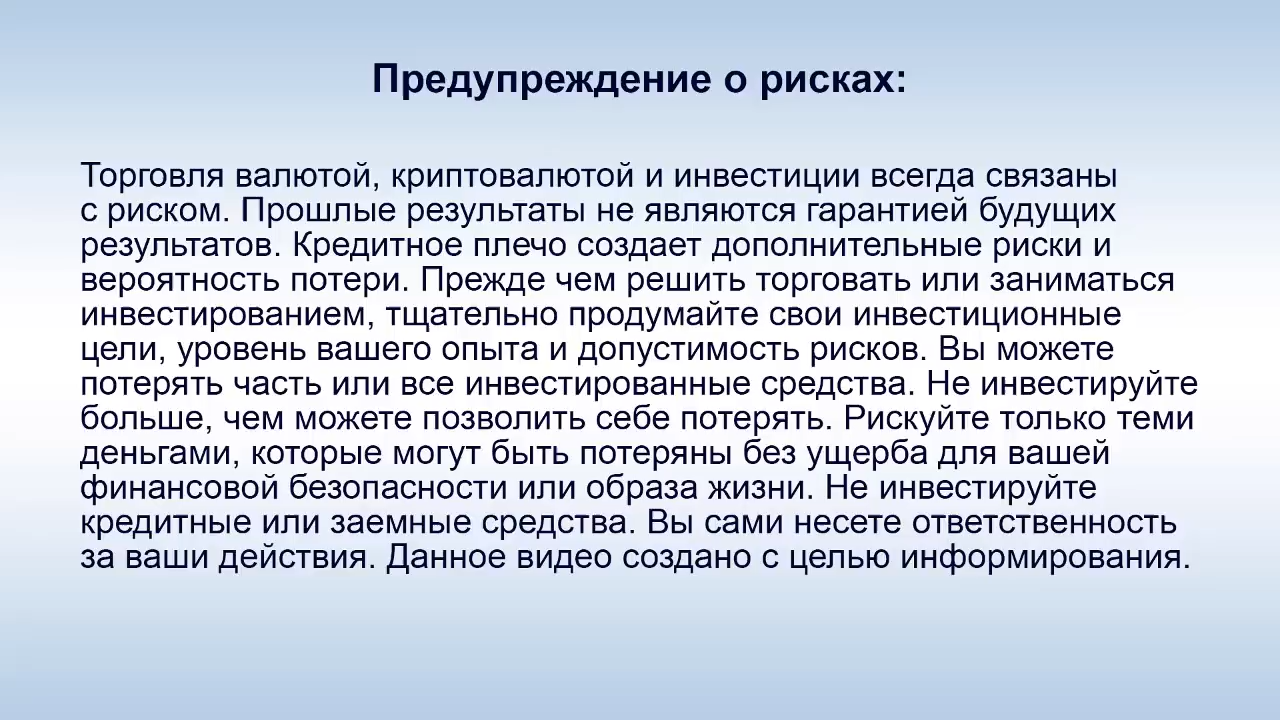 Предупреждение о рисках:
Торговля валютой, криптовалютой и инвестиции всегда связаны
с риском. Прошлые результаты не являются гарантией будущих
результатов. Кредитное плечо создает дополнительные риски и
вероятность потери. Прежде чем решить торговать или заниматься
инвестированием, тщательно продумайте свои инвестиционные
цели, уровень вашего опыта и допустимость рисков. Вы можете
потерять часть или все инвестированные средства. Не инвестируйте
больше, чем можете позволить себе потерять. Рискуйте только теми
деньгами, которые могут быть потеряны без ущерба для вашей
финансовой безопасности или образа жизни. Не инвестируйте
кредитные или заемные средства. Вы сами несете ответственность
за ваши действия. Данное видео создано с целью информирования.